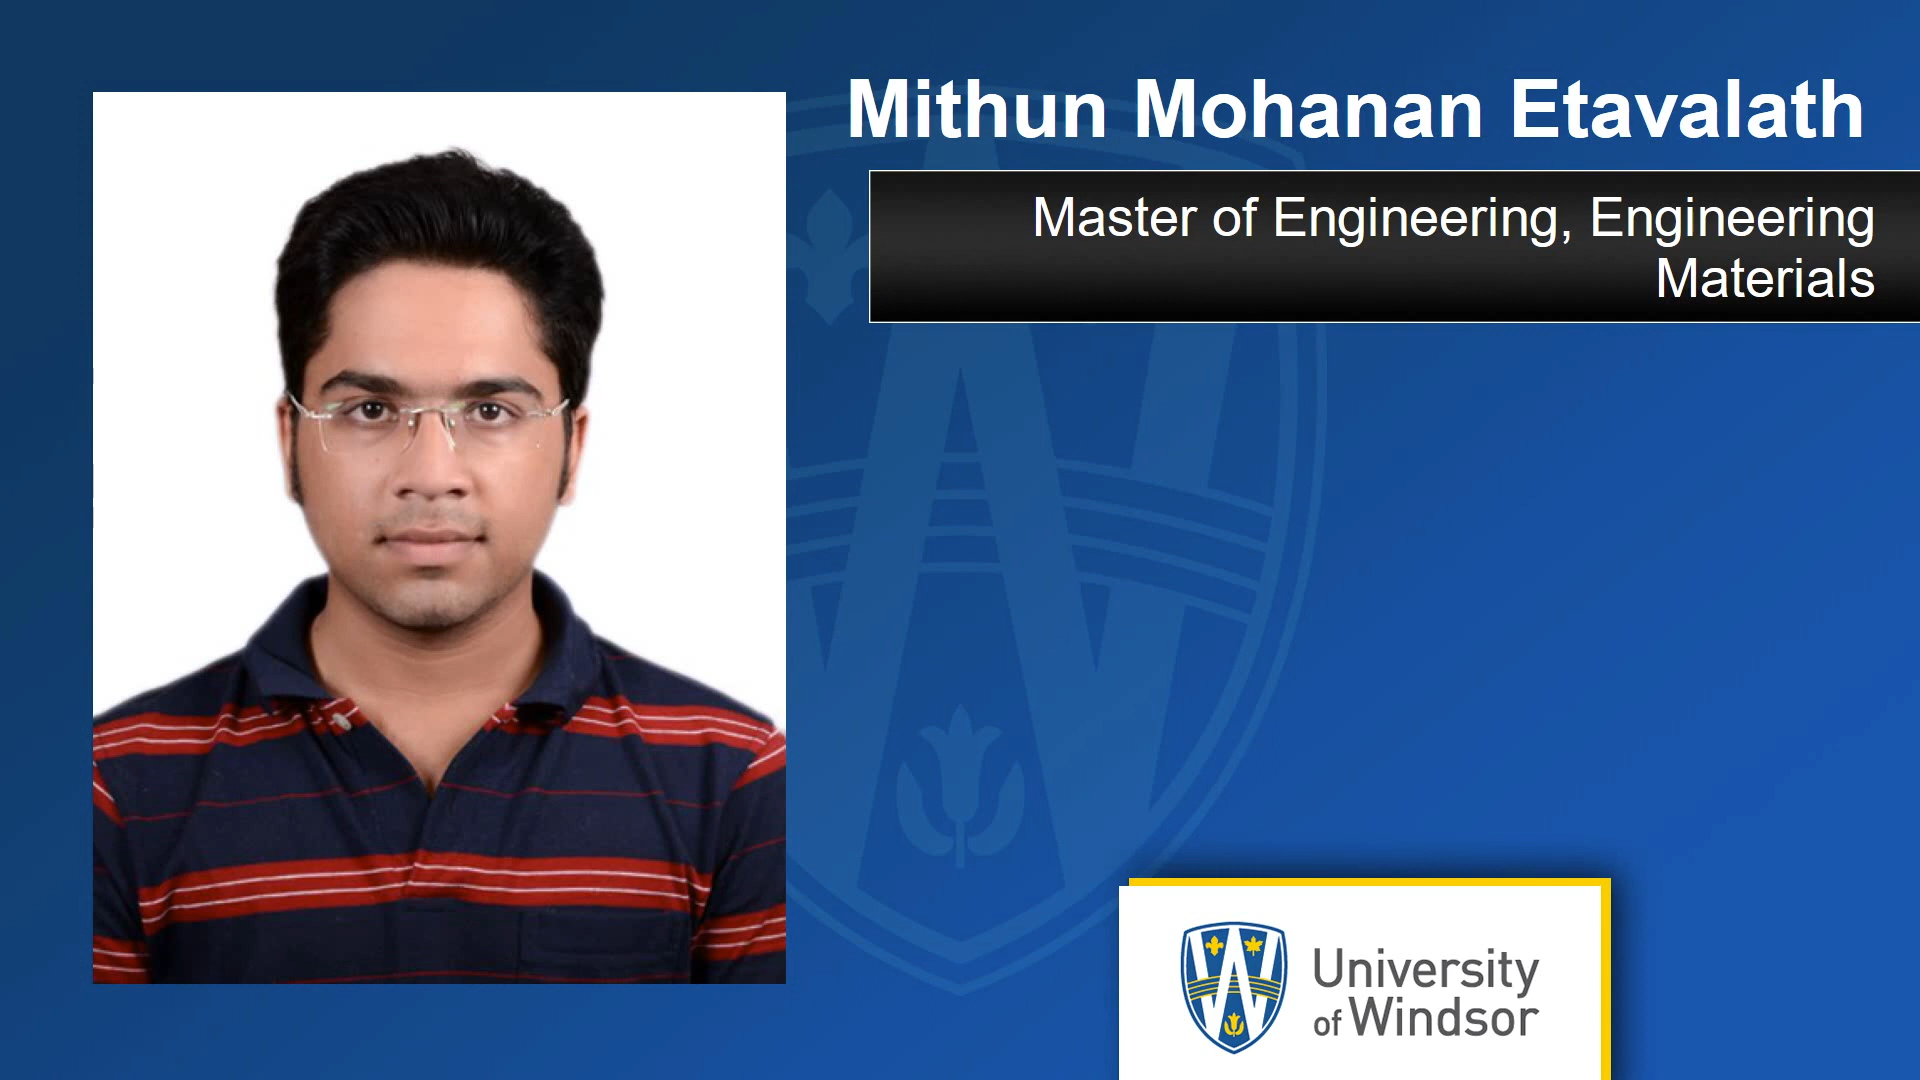 Mithun Mohanan Etavalath
Master of Engineering, Engineering
Materials
University
of Windsor